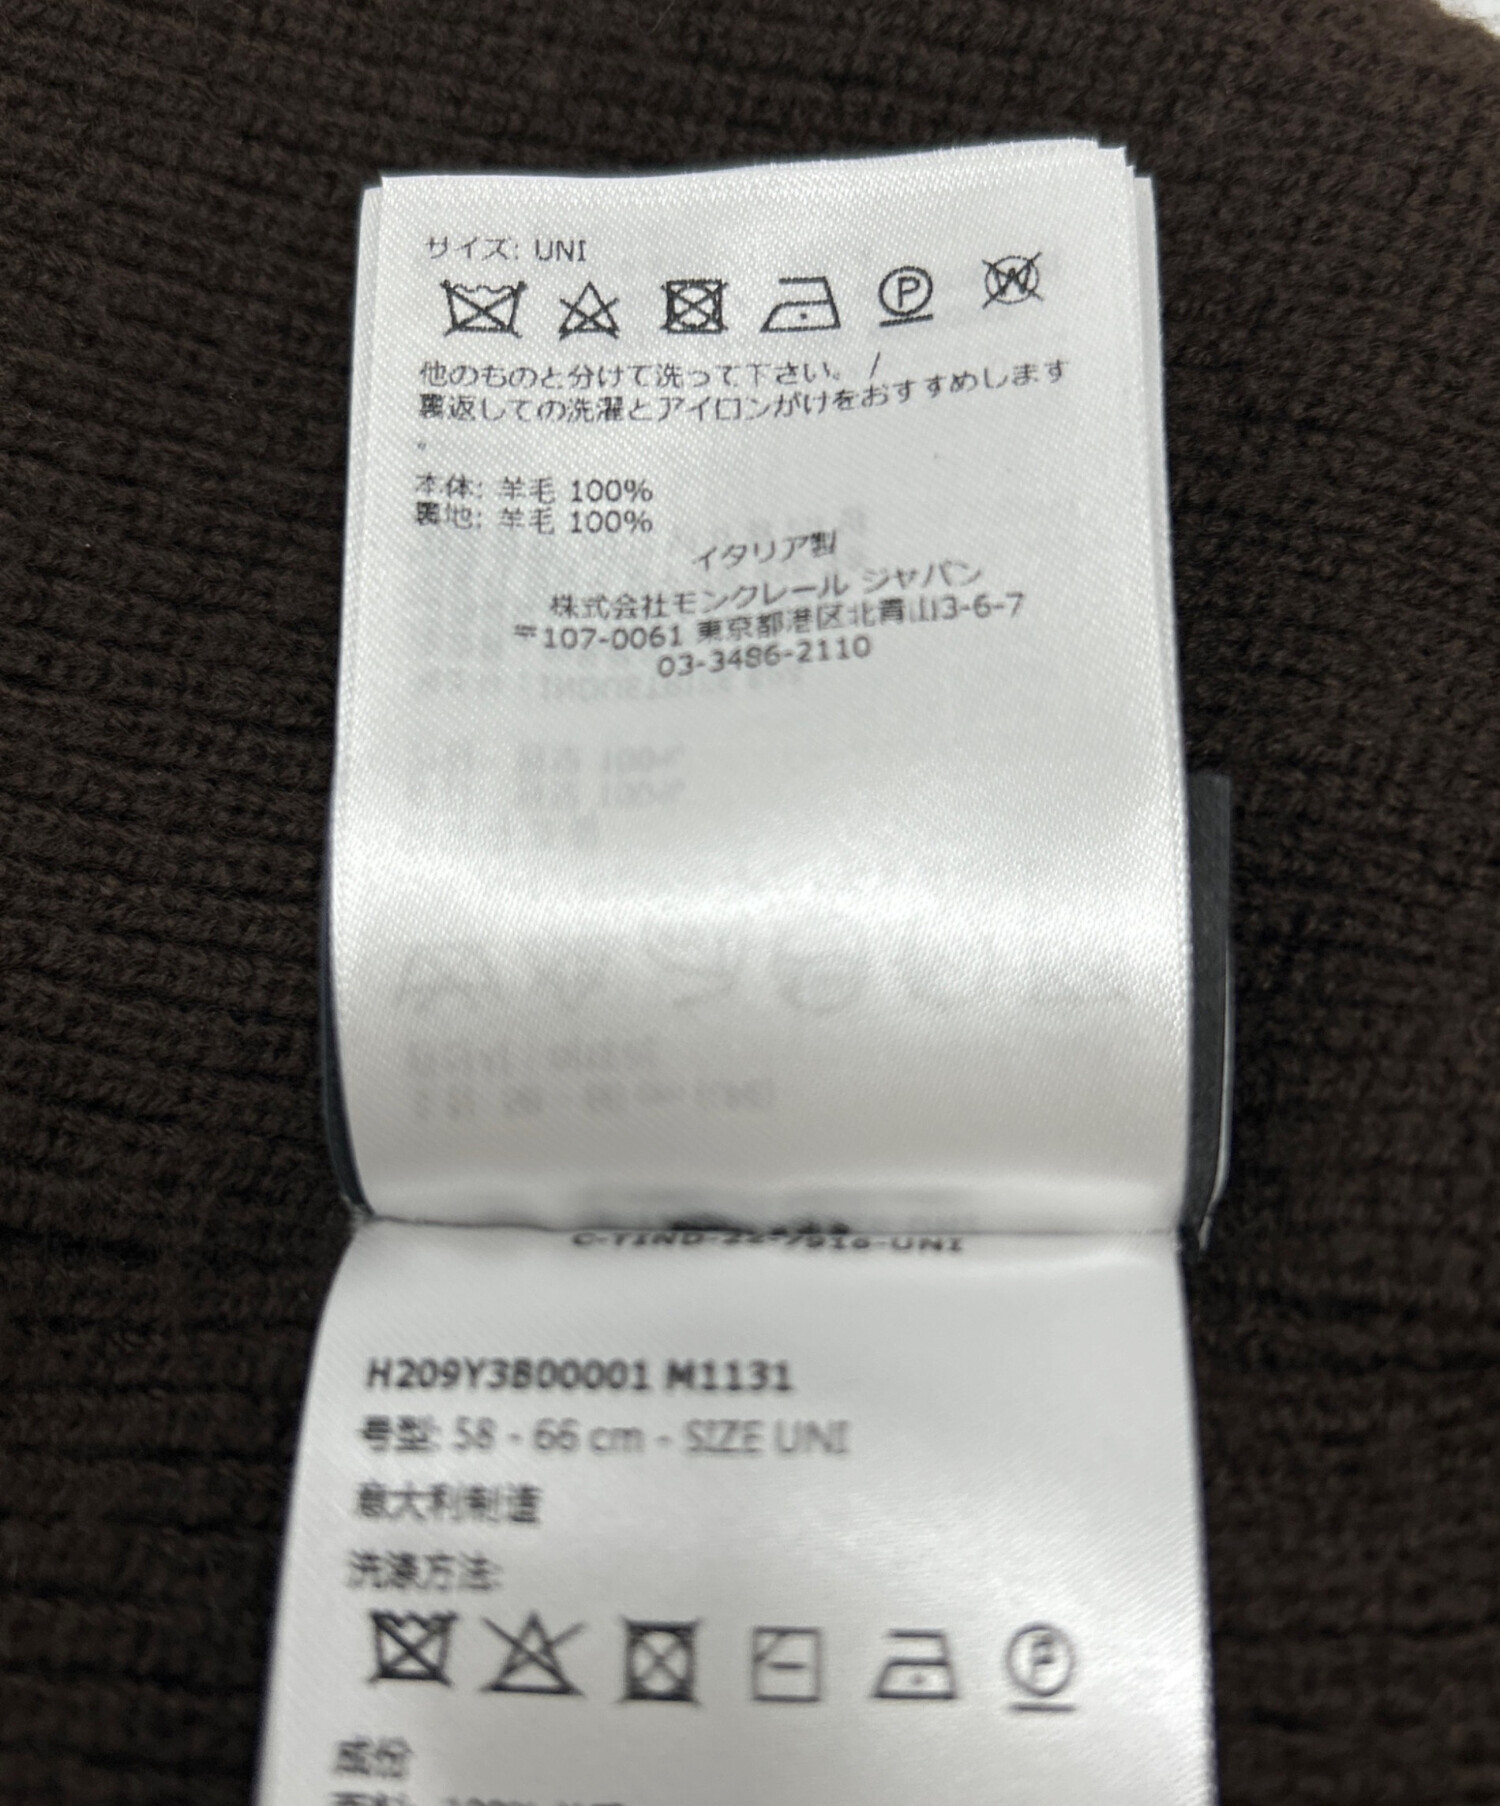 サイズ: UNI
他のものと分けて洗って下さい。 /
裏返しての洗濯とアイロンがけをおすすめします
。
本体: 羊毛 100%
裏地: 羊毛 100%
イタリア製
株式会社モンクレール ジャパン
〒107-0061 東京都港区北青山3-6-7
03-3486-2110
H209Y3B00001 M1131
号型: 58 - 66 cm - SIZE UNI
意大利制造
洗涤方法:
成份